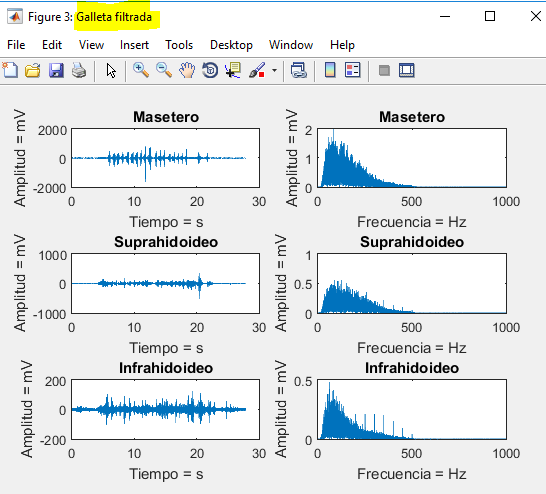 Figure 3: Galleta filtrada
File Edit View Insert Tools Desktop Window Help
Masetero
Amplitud = mV
2000
0
-2000
0 10 20 30
Tiempo = s
Masetero
Amplitud = mV
2
1
0
0 500 1000
Frecuencia = Hz
Suprahidoideo
Amplitud = mV
1000
0
-1000
0 10 20 30
Tiempo = s
Suprahidoideo
Amplitud = mV
1
0.5
0
0 500 1000
Frecuencia = Hz
Infrahidoideo
Amplitud = mV
200
0
-200
0 10 20 30
Tiempo = s
Infrahidoideo
Amplitud = mV
0.5
0
0 500 1000
Frecuencia = Hz